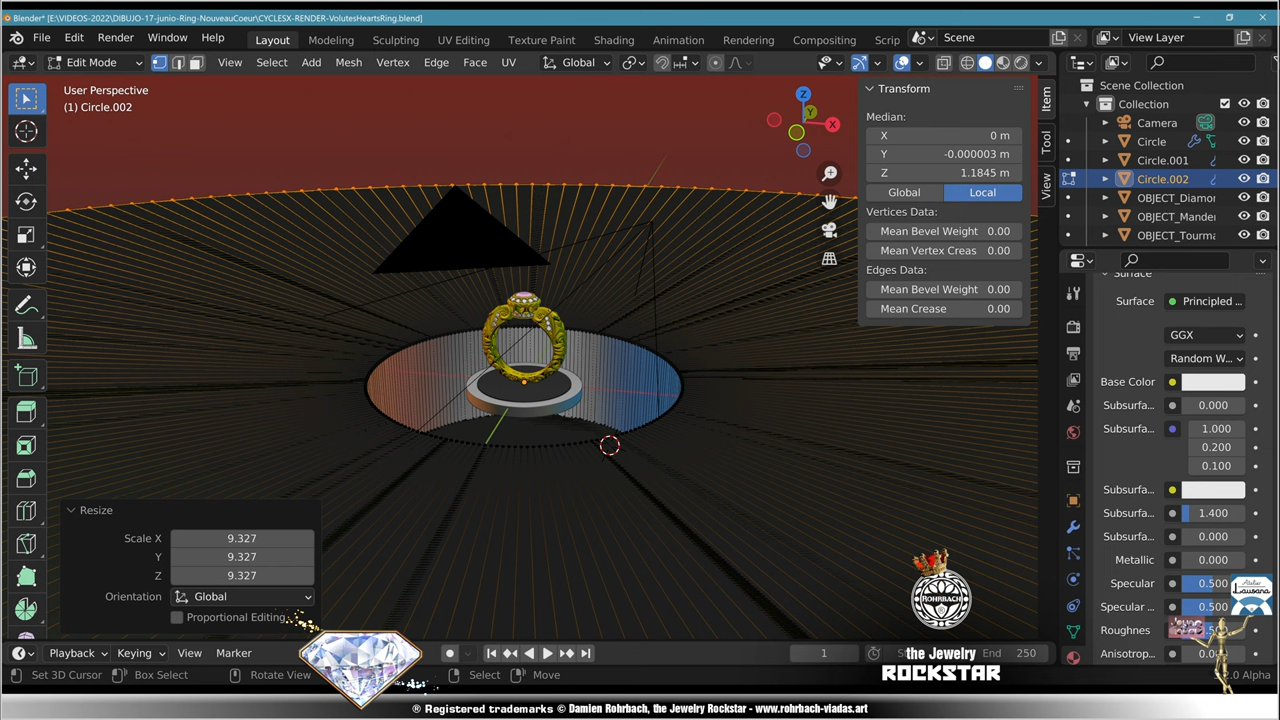 Blender* [E:\VIDEOS-2022\DIBUJO-17-junio-Ring-NouveauCoeur\CYCLESX-RENDER-VolutesHeartsRing.blend]
File Edit Render Window Help Layout Modeling Sculpting UV Editing Texture Paint Shading Animation Rendering Compositing Scrip Scene View Layer
Edit Mode View Select Add Mesh Vertex Edge Face UV Global
User Perspective
(1) Circle.002
Z
Y
X
Transform
Median:
X 0 m
Y -0.000003 m
Z 1.1845 m
Global Local
Vertices Data:
Mean Bevel Weight 0.00
Mean Vertex Creas 0.00
Edges Data:
Mean Bevel Weight 0.00
Mean Crease 0.00
Item
Tool
View
Scene Collection
Collection
Camera
Circle
Circle.001
Circle.002
OBJECT_Diamor
OBJECT_Mander
OBJECT_Tourma
Surface
Surface Principled ...
GGX
Random W...
Base Color
Subsurfa... 0.000
Subsurfa... 1.000
0.200
0.100
Subsurfa...
Subsurfa... 1.400
Subsurfa... 0.000
Metallic 0.000
Specular 0.500
Specular ... 0.500
Roughnes
Anisotrop...
Resize
Scale X 9.327
Y 9.327
Z 9.327
Orientation Global
Proportional Editing
ROHRBACH
the Jewelry
ROCKSTAR
Atelier
Lausana
Playback Keying View Marker 1 End 250
Set 3D Cursor Box Select Rotate View Select Move .0 Alpha
® Registered trademarks © Damien Rohrbach, the Jewelry Rockstar - www.rohrbach-viadas.art